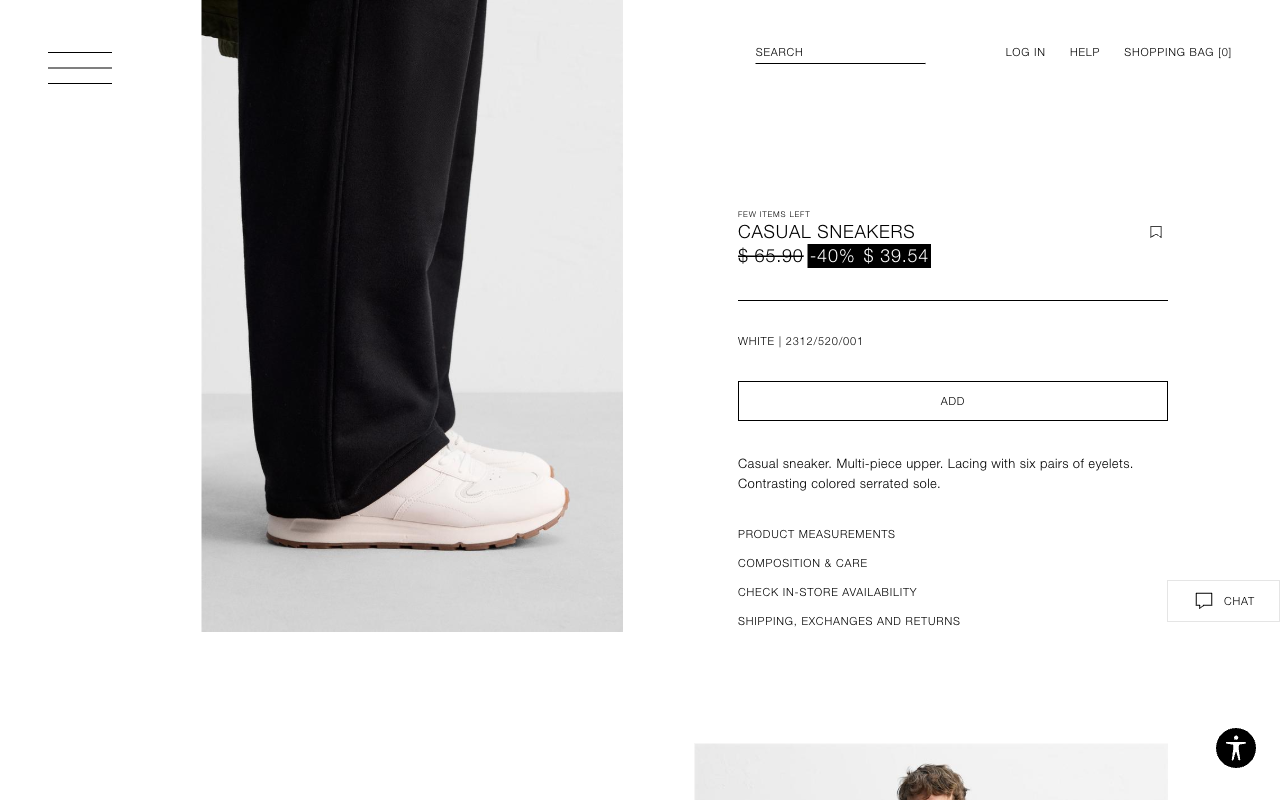 SEARCH
LOG IN
HELP
SHOPPING BAG [0]
FEW ITEMS LEFT
CASUAL SNEAKERS
$ 65.90 -40% $ 39.54
WHITE | 2312/520/001
ADD
Casual sneaker. Multi-piece upper. Lacing with six pairs of eyelets.
Contrasting colored serrated sole.
PRODUCT MEASUREMENTS
COMPOSITION & CARE
CHECK IN-STORE AVAILABILITY
SHIPPING, EXCHANGES AND RETURNS
CHAT